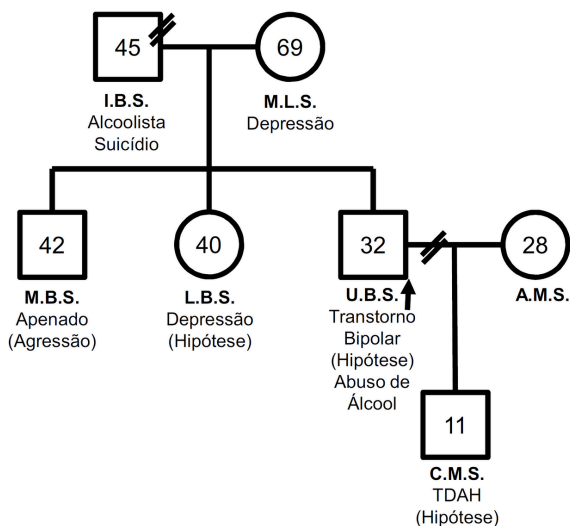 45
69
I.B.S.
Alcoolista
Suicídio
M.L.S.
Depressão
42
40
32
28
M.B.S.
Apenado
(Agressão)
L.B.S.
Depressão
(Hipótese)
U.B.S.
Transtorno
Bipolar
(Hipótese)
Abuso de
Álcool
A.M.S.
11
C.M.S.
TDAH
(Hipótese)